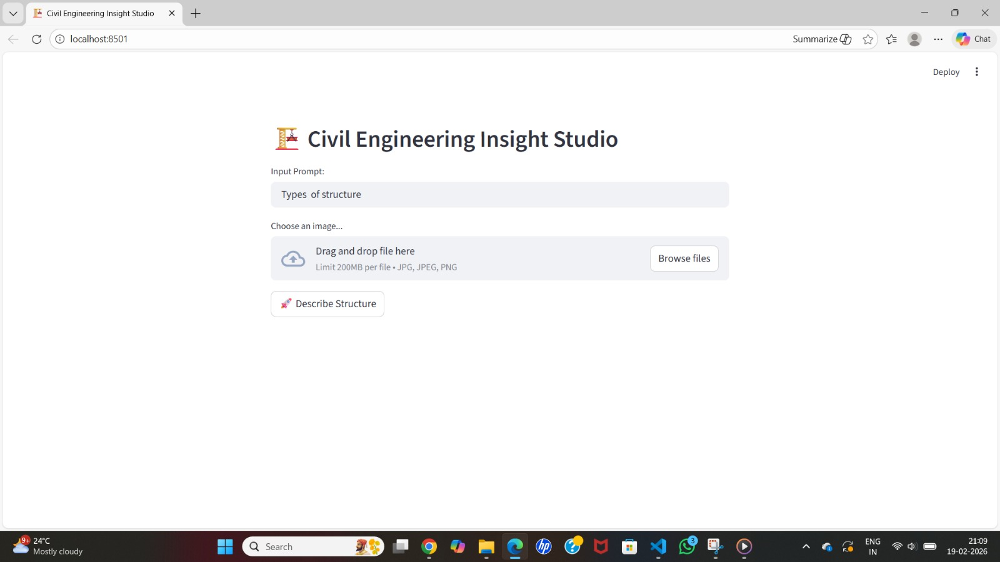 Civil Engineering Insight Studio
localhost:8501
Summarize
Chat
Deploy
Civil Engineering Insight Studio
Input Prompt:
Types of structure
Choose an image...
Drag and drop file here
Limit 200MB per file • JPG, JPEG, PNG
Browse files
Describe Structure
9+
24°C
Mostly cloudy
Search
hp
?
3
ENG
IN
21:09
19-02-2026